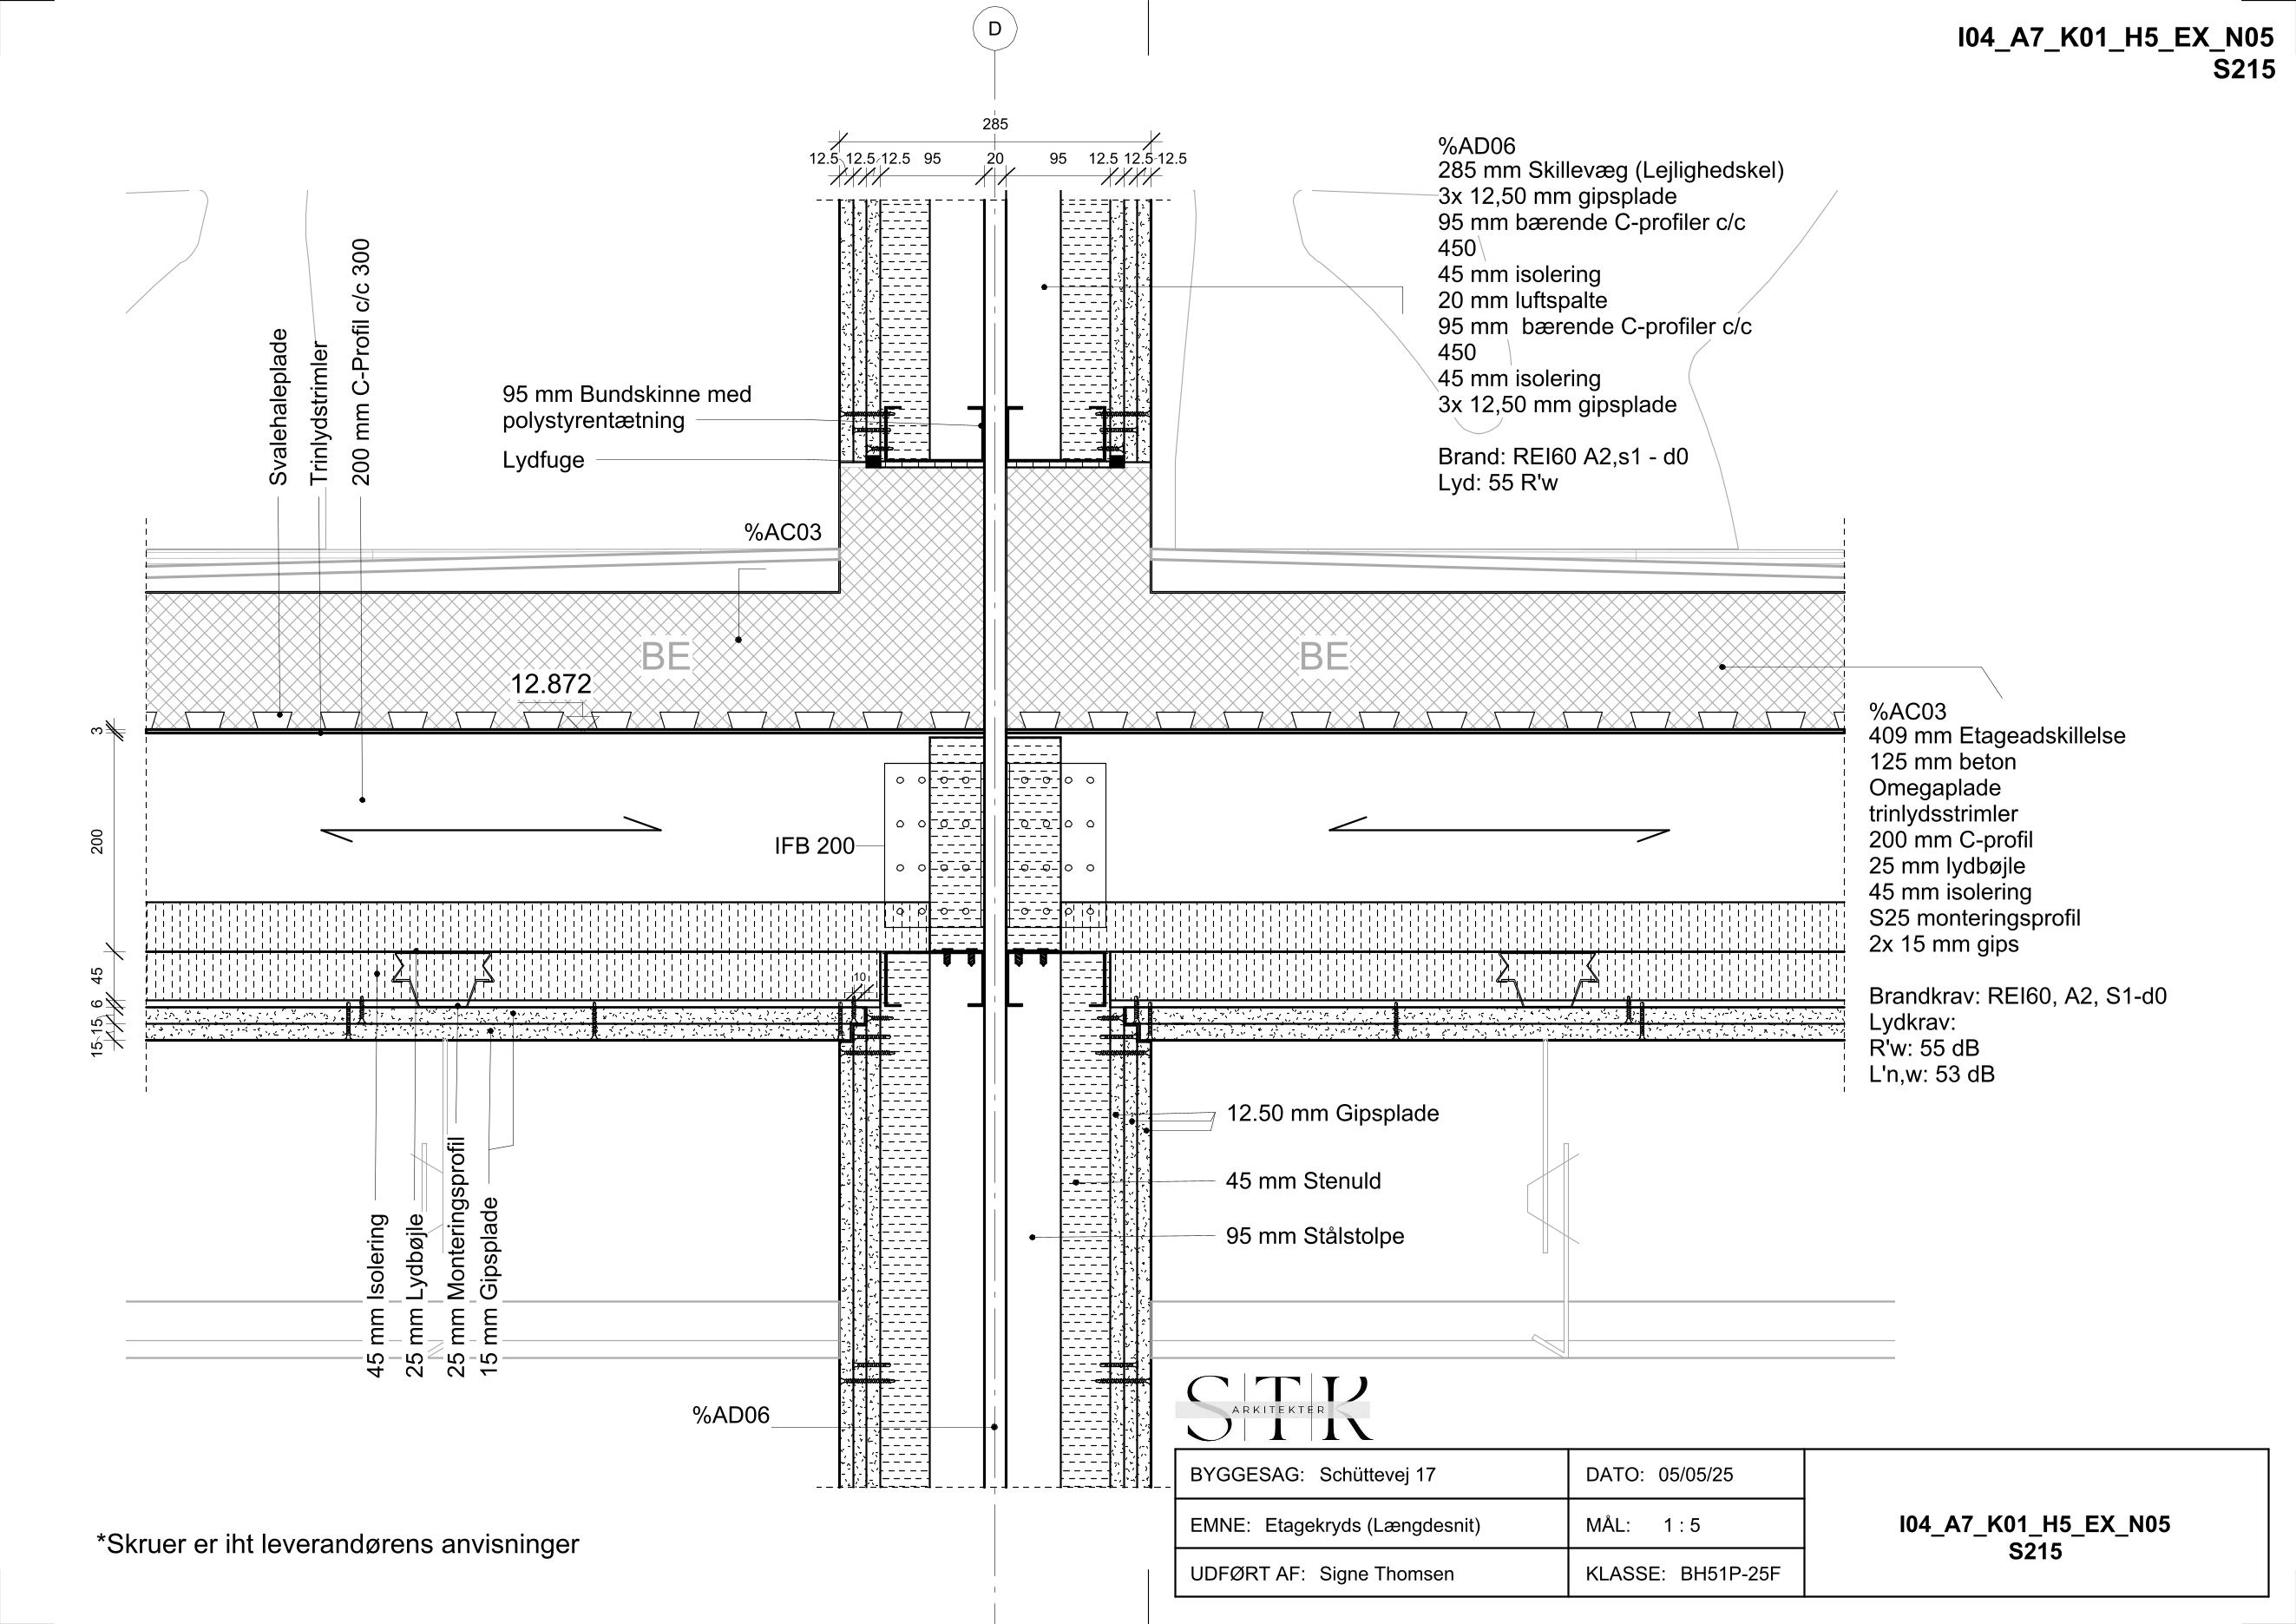 D
I04_A7_K01_H5_EX_N05
S215
285
12.5 12.5 12.5 95 20 95 12.5 12.5 12.5
%AD06
285 mm Skillevæg (Lejlighedskel)
3x 12,50 mm gipsplade
95 mm bærende C-profiler c/c
450
45 mm isolering
20 mm luftspalte
95 mm  bærende C-profiler c/c
450
45 mm isolering
3x 12,50 mm gipsplade
Brand: REI60 A2,s1 - d0
Lyd: 55 R'w
Svalehaleplade
Trinlydstrimler
200 mm C-Profil c/c 300
95 mm Bundskinne med
polystyrentætning
Lydfuge
%AC03
BE
BE
12.872
3
200
45
6
15
15
IFB 200
10
%AC03
409 mm Etageadskillelse
125 mm beton
Omegaplade
trinlydsstrimler
200 mm C-profil
25 mm lydbøjle
45 mm isolering
S25 monteringsprofil
2x 15 mm gips
Brandkrav: REI60, A2, S1-d0
Lydkrav:
R'w: 55 dB
L'n,w: 53 dB
12.50 mm Gipsplade
45 mm Stenuld
95 mm Stålstolpe
45 mm Isolering
25 mm Lydbøjle
25 mm Monteringsprofil
15 mm Gipsplade
%AD06
STK
ARKITEKTER
BYGGESAG: Schüttevej 17
DATO: 05/05/25
EMNE: Etagekryds (Længdesnit)
MÅL: 1 : 5
UDFØRT AF: Signe Thomsen
KLASSE: BH51P-25F
I04_A7_K01_H5_EX_N05
S215
*Skruer er iht leverandørens anvisninger